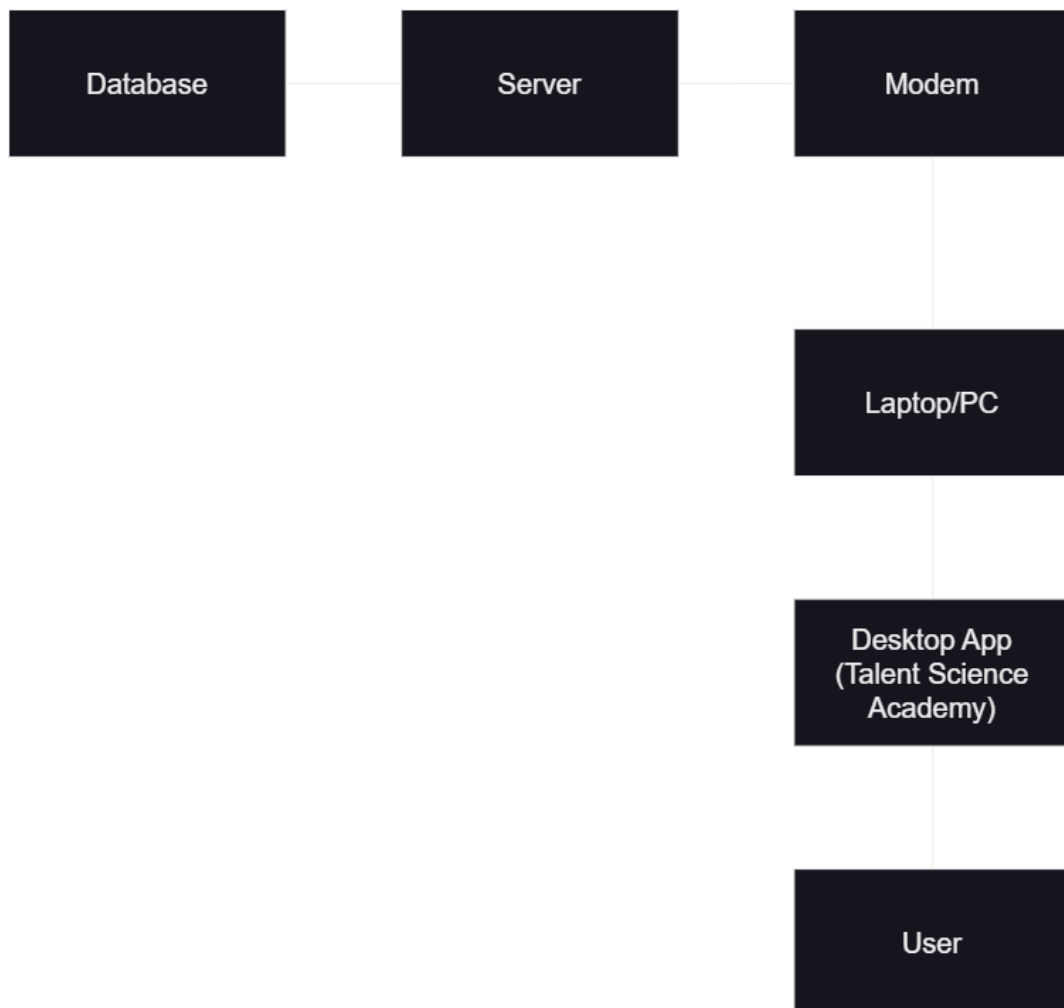 Database
Server
Modem
Laptop/PC
Desktop App
(Talent Science
Academy)
User